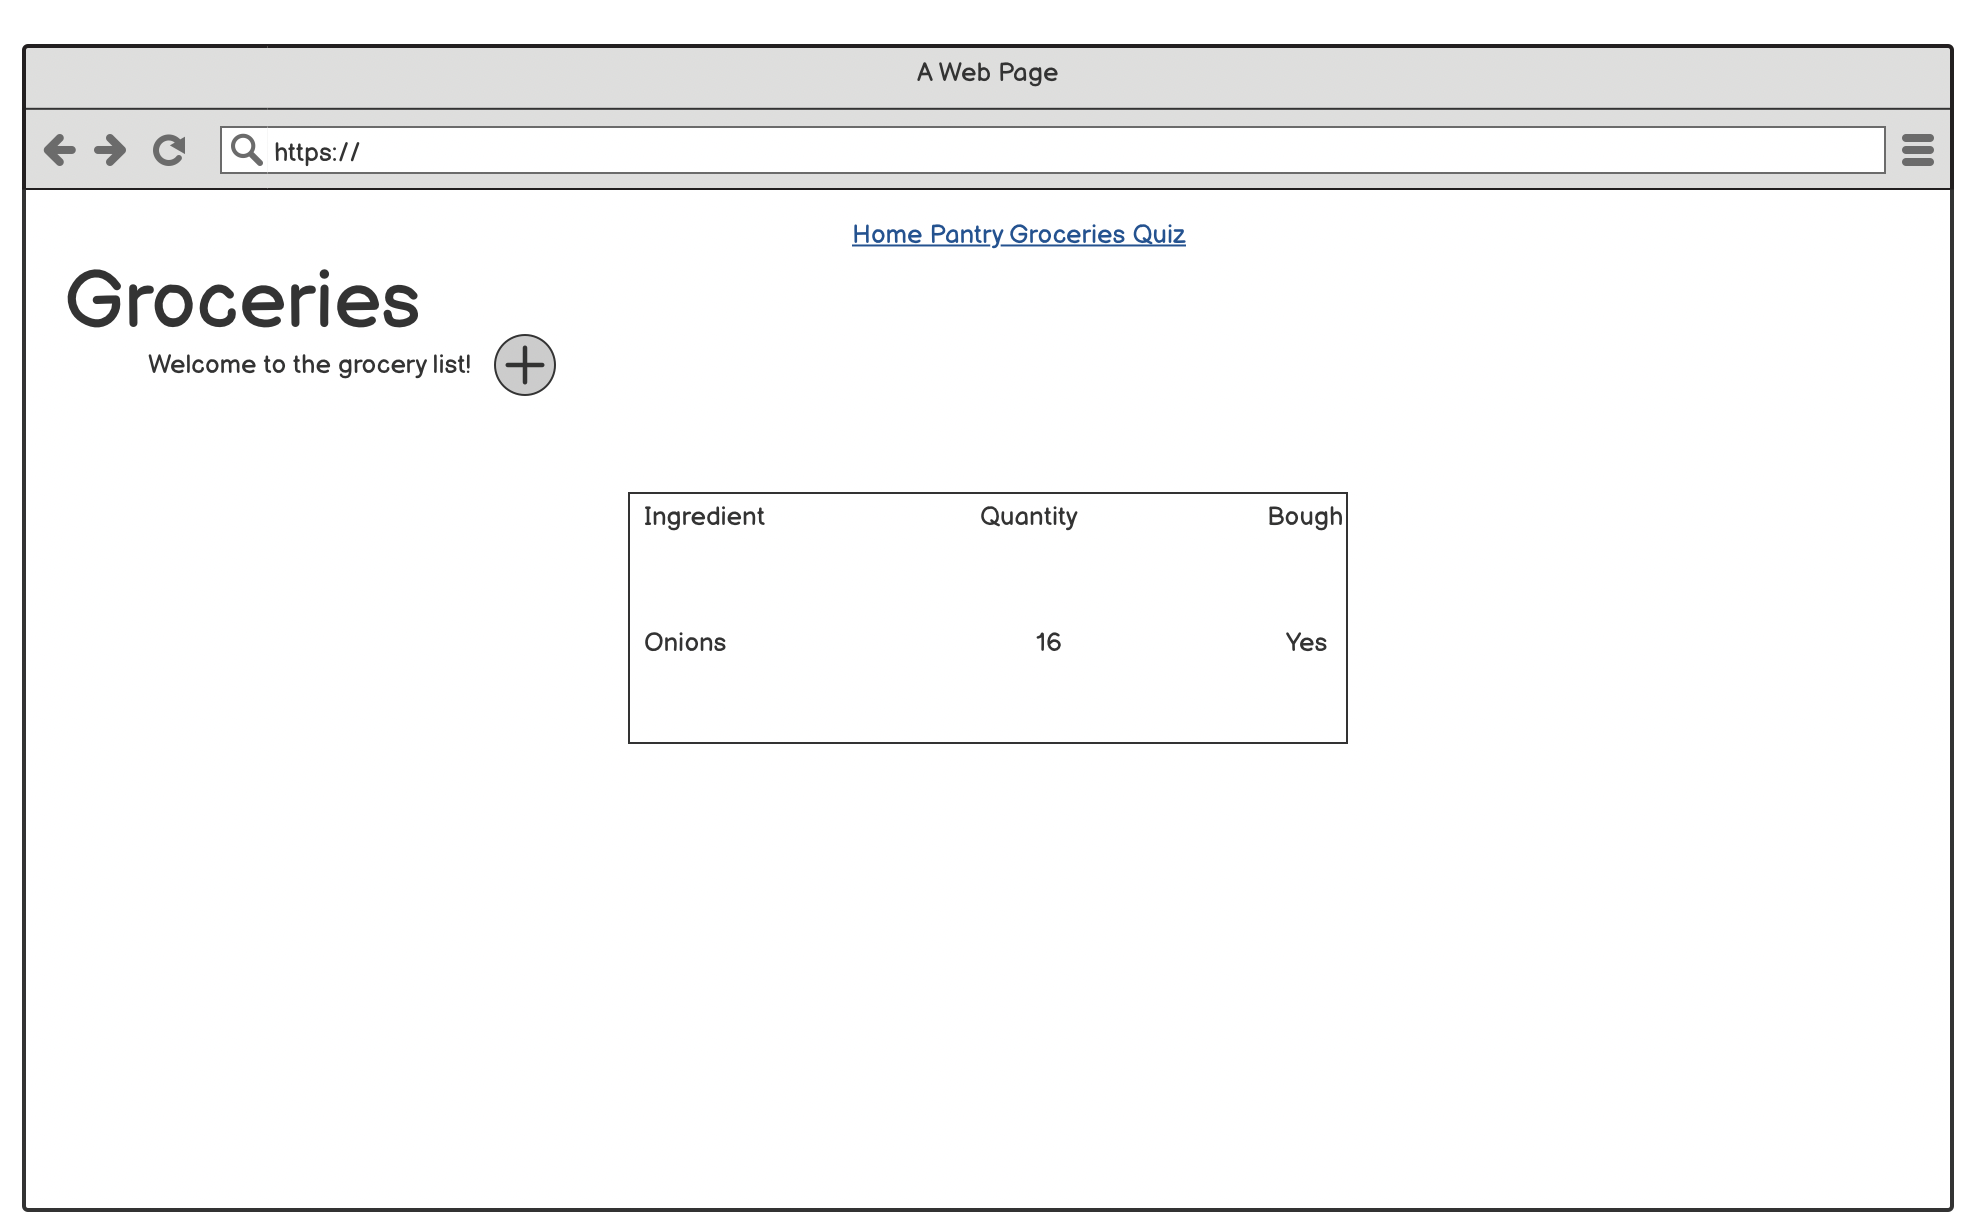 A Web Page
https://
Home Pantry Groceries Quiz
Groceries
Welcome to the grocery list!
Ingredient Quantity Bough
Onions 16 Yes